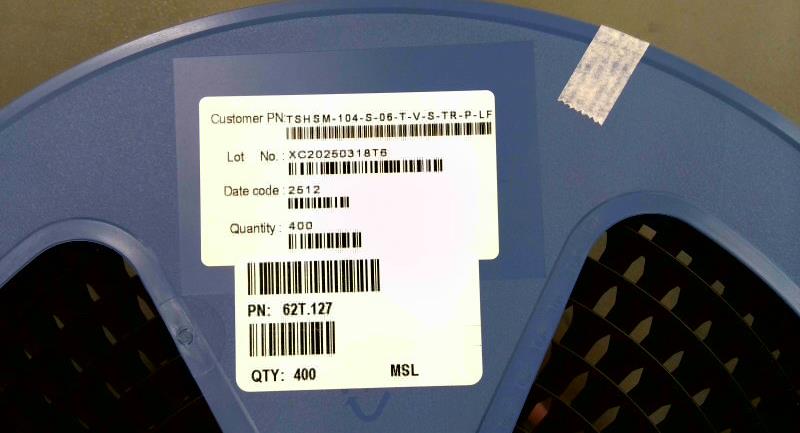 Customer PN:TSHSM-104-S-06-T-V-S-TR-P-LF
Lot No.: XC20250318T6
Date code : 2512
Quantity : 400
PN: 62T.127
QTY: 400 MSL